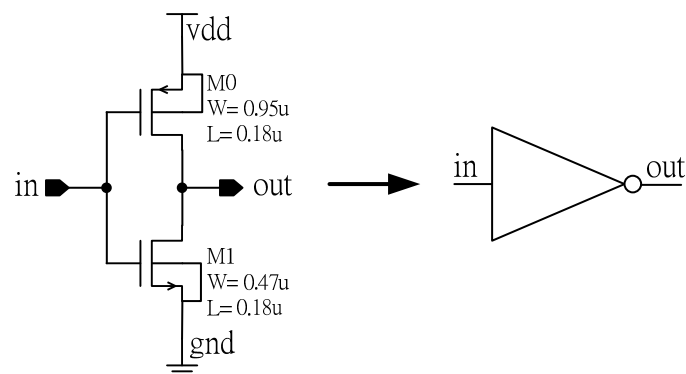 vdd
M0
W= 0.95u
L= 0.18u
in
out
M1
W= 0.47u
L= 0.18u
gnd
in
out